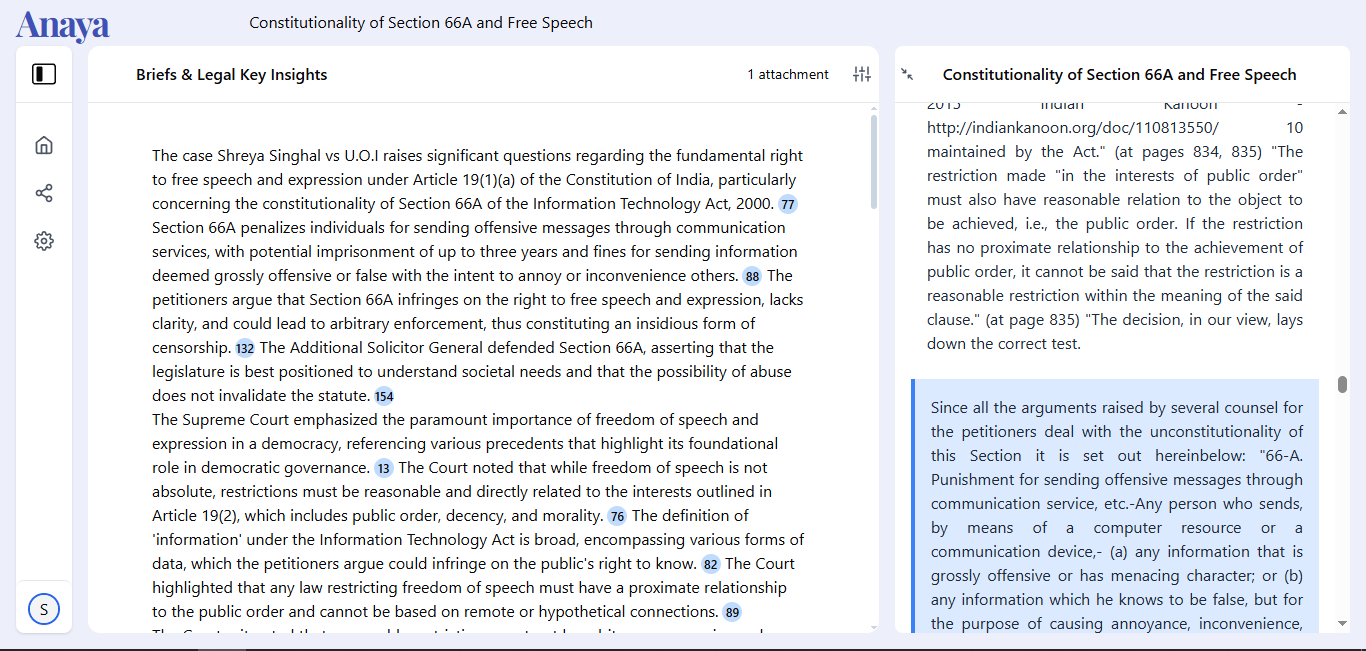 Anaya
Constitutionality of Section 66A and Free Speech
Briefs & Legal Key Insights
1 attachment
The case Shreya Singhal vs U.O.I raises significant questions regarding the fundamental right
to free speech and expression under Article 19(1)(a) of the Constitution of India, particularly
concerning the constitutionality of Section 66A of the Information Technology Act, 2000. 77
Section 66A penalizes individuals for sending offensive messages through communication
services, with potential imprisonment of up to three years and fines for sending information
deemed grossly offensive or false with the intent to annoy or inconvenience others. 88 The
petitioners argue that Section 66A infringes on the right to free speech and expression, lacks
clarity, and could lead to arbitrary enforcement, thus constituting an insidious form of
censorship. 132 The Additional Solicitor General defended Section 66A, asserting that the
legislature is best positioned to understand societal needs and that the possibility of abuse
does not invalidate the statute. 154
The Supreme Court emphasized the paramount importance of freedom of speech and
expression in a democracy, referencing various precedents that highlight its foundational
role in democratic governance. 13 The Court noted that while freedom of speech is not
absolute, restrictions must be reasonable and directly related to the interests outlined in
Article 19(2), which includes public order, decency, and morality. 76 The definition of
'information' under the Information Technology Act is broad, encompassing various forms of
data, which the petitioners argue could infringe on the public's right to know. 82 The Court
highlighted that any law restricting freedom of speech must have a proximate relationship
to the public order and cannot be based on remote or hypothetical connections. 89
S
Constitutionality of Section 66A and Free Speech
2015 Indian Kanoon -
http://indiankanoon.org/doc/110813550/ 10
maintained by the Act." (at pages 834, 835) "The
restriction made "in the interests of public order"
must also have reasonable relation to the object to
be achieved, i.e., the public order. If the restriction
has no proximate relationship to the achievement of
public order, it cannot be said that the restriction is a
reasonable restriction within the meaning of the said
clause." (at page 835) "The decision, in our view, lays
down the correct test.
Since all the arguments raised by several counsel for
the petitioners deal with the unconstitutionality of
this Section it is set out hereinbelow: "66-A.
Punishment for sending offensive messages through
communication service, etc.-Any person who sends,
by means of a computer resource or a
communication device,- (a) any information that is
grossly offensive or has menacing character; or (b)
any information which he knows to be false, but for
the purpose of causing annoyance, inconvenience,